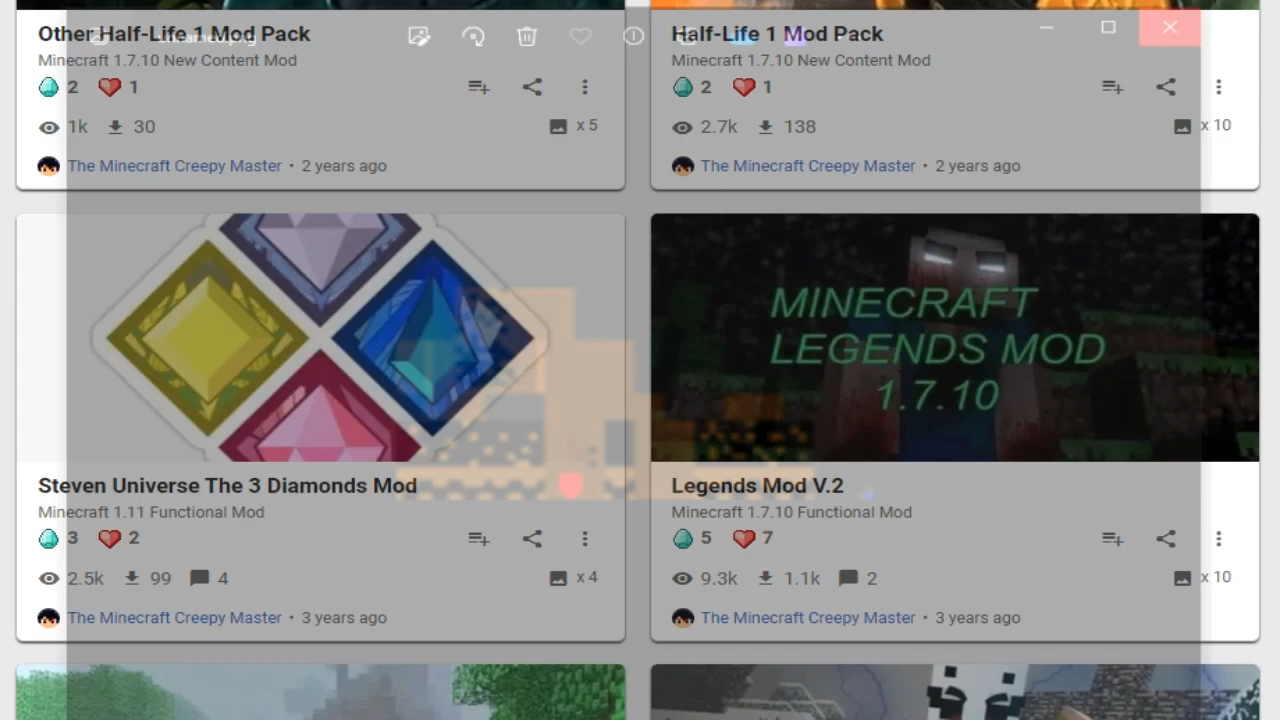 Other Half-Life 1 Mod Pack
Minecraft 1.7.10 New Content Mod
2 1
1k 30 x 5
The Minecraft Creepy Master • 2 years ago
Half-Life 1 Mod Pack
Minecraft 1.7.10 New Content Mod
2 1
2.7k 138 x 10
The Minecraft Creepy Master • 2 years ago
Steven Universe The 3 Diamonds Mod
Minecraft 1.11 Functional Mod
3 2
2.5k 99 4 x 4
The Minecraft Creepy Master • 3 years ago
MINECRAFT
LEGENDS MOD
1.7.10
Legends Mod V.2
Minecraft 1.7.10 Functional Mod
5 7
9.3k 1.1k 2 x 10
The Minecraft Creepy Master • 3 years ago